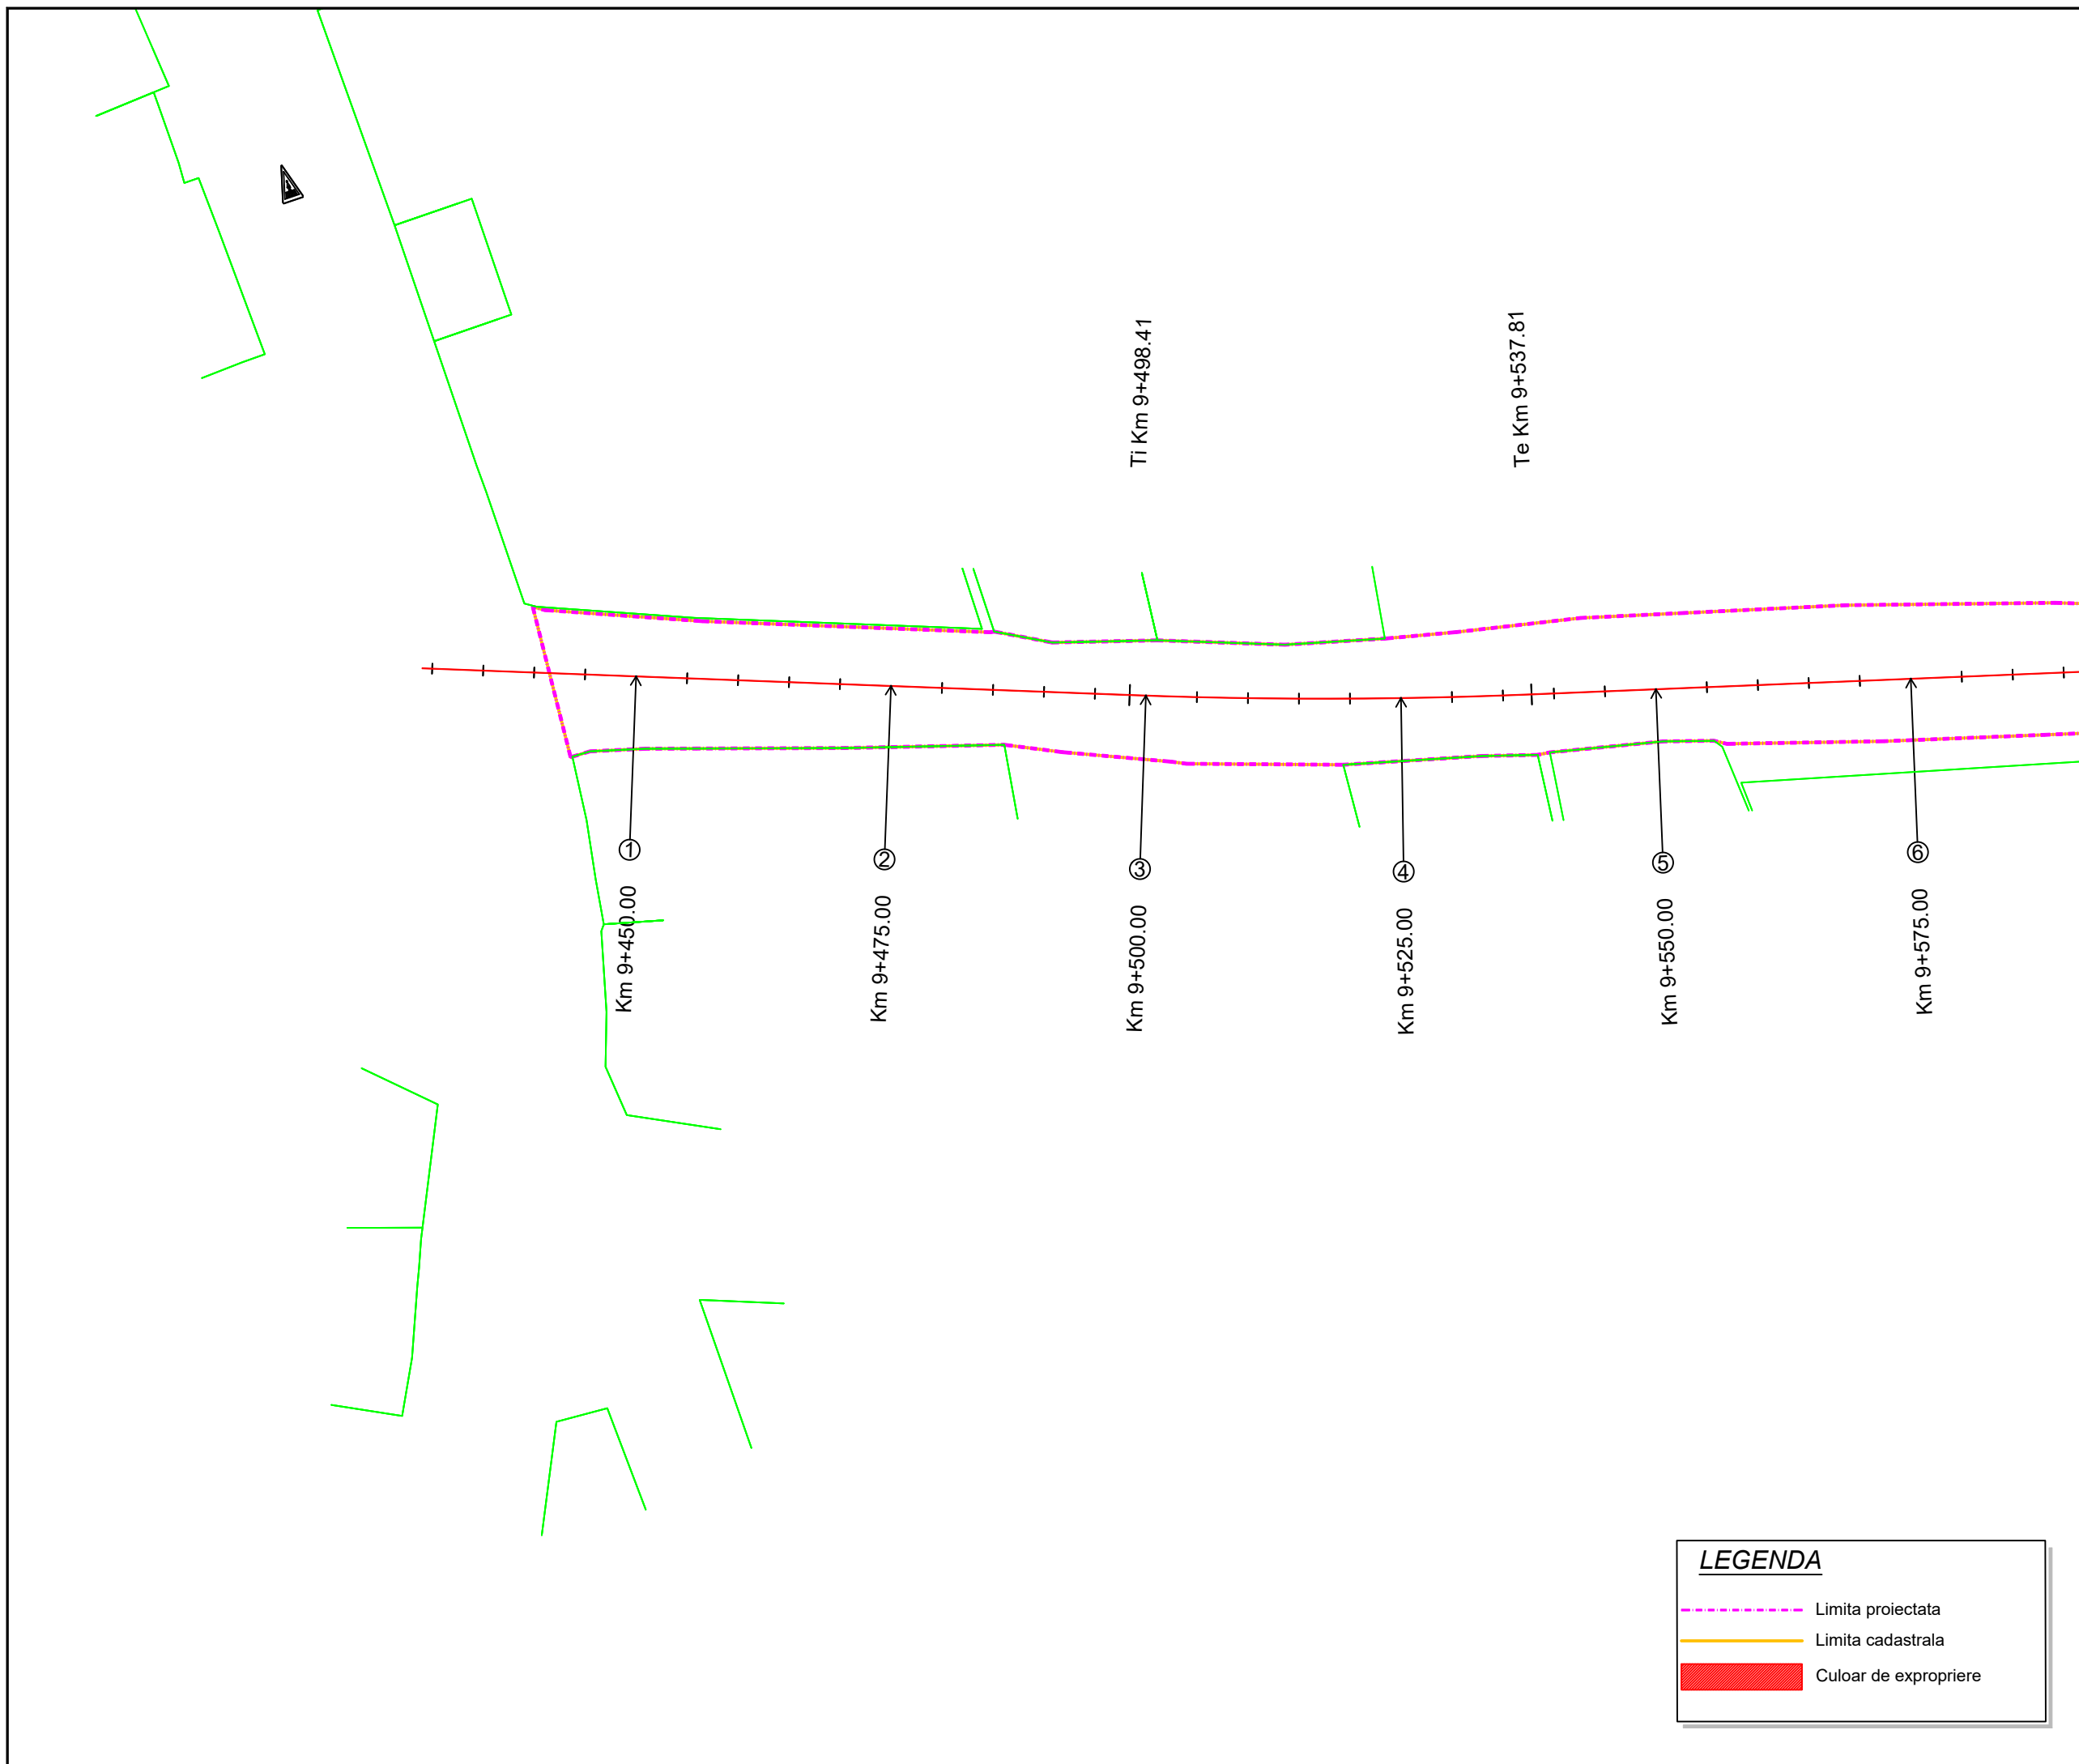 Ti Km 9+498.41
Te Km 9+537.81
1
2
3
4
5
6
Km 9+450.00
Km 9+475.00
Km 9+500.00
Km 9+525.00
Km 9+550.00
Km 9+575.00
LEGENDA
Limita proiectata
Limita cadastrala
Culoar de expropriere